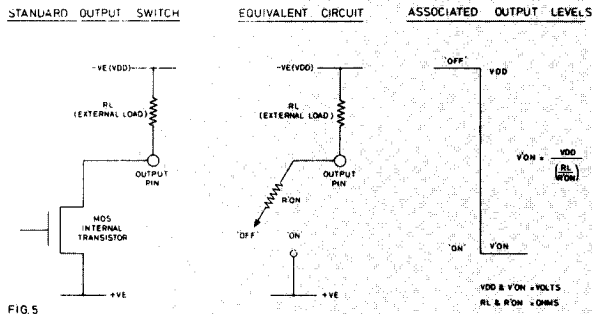 STANDARD OUTPUT SWITCH
-VE(VDD)
RL
(EXTERNAL LOAD)
OUTPUT
PIN
MOS
INTERNAL
TRANSISTOR
+VE
FIG.5
EQUIVALENT CIRCUIT
-VE(VDD)
RL
(EXTERNAL LOAD)
OUTPUT
PIN
R'ON
'OFF'
'ON'
+VE
ASSOCIATED OUTPUT LEVELS
'OFF'
VDD
V'ON = VDD
(RL
R'ON)
'ON'
V'ON
VDD & V'ON = VOLTS
RL & R'ON = OHMS